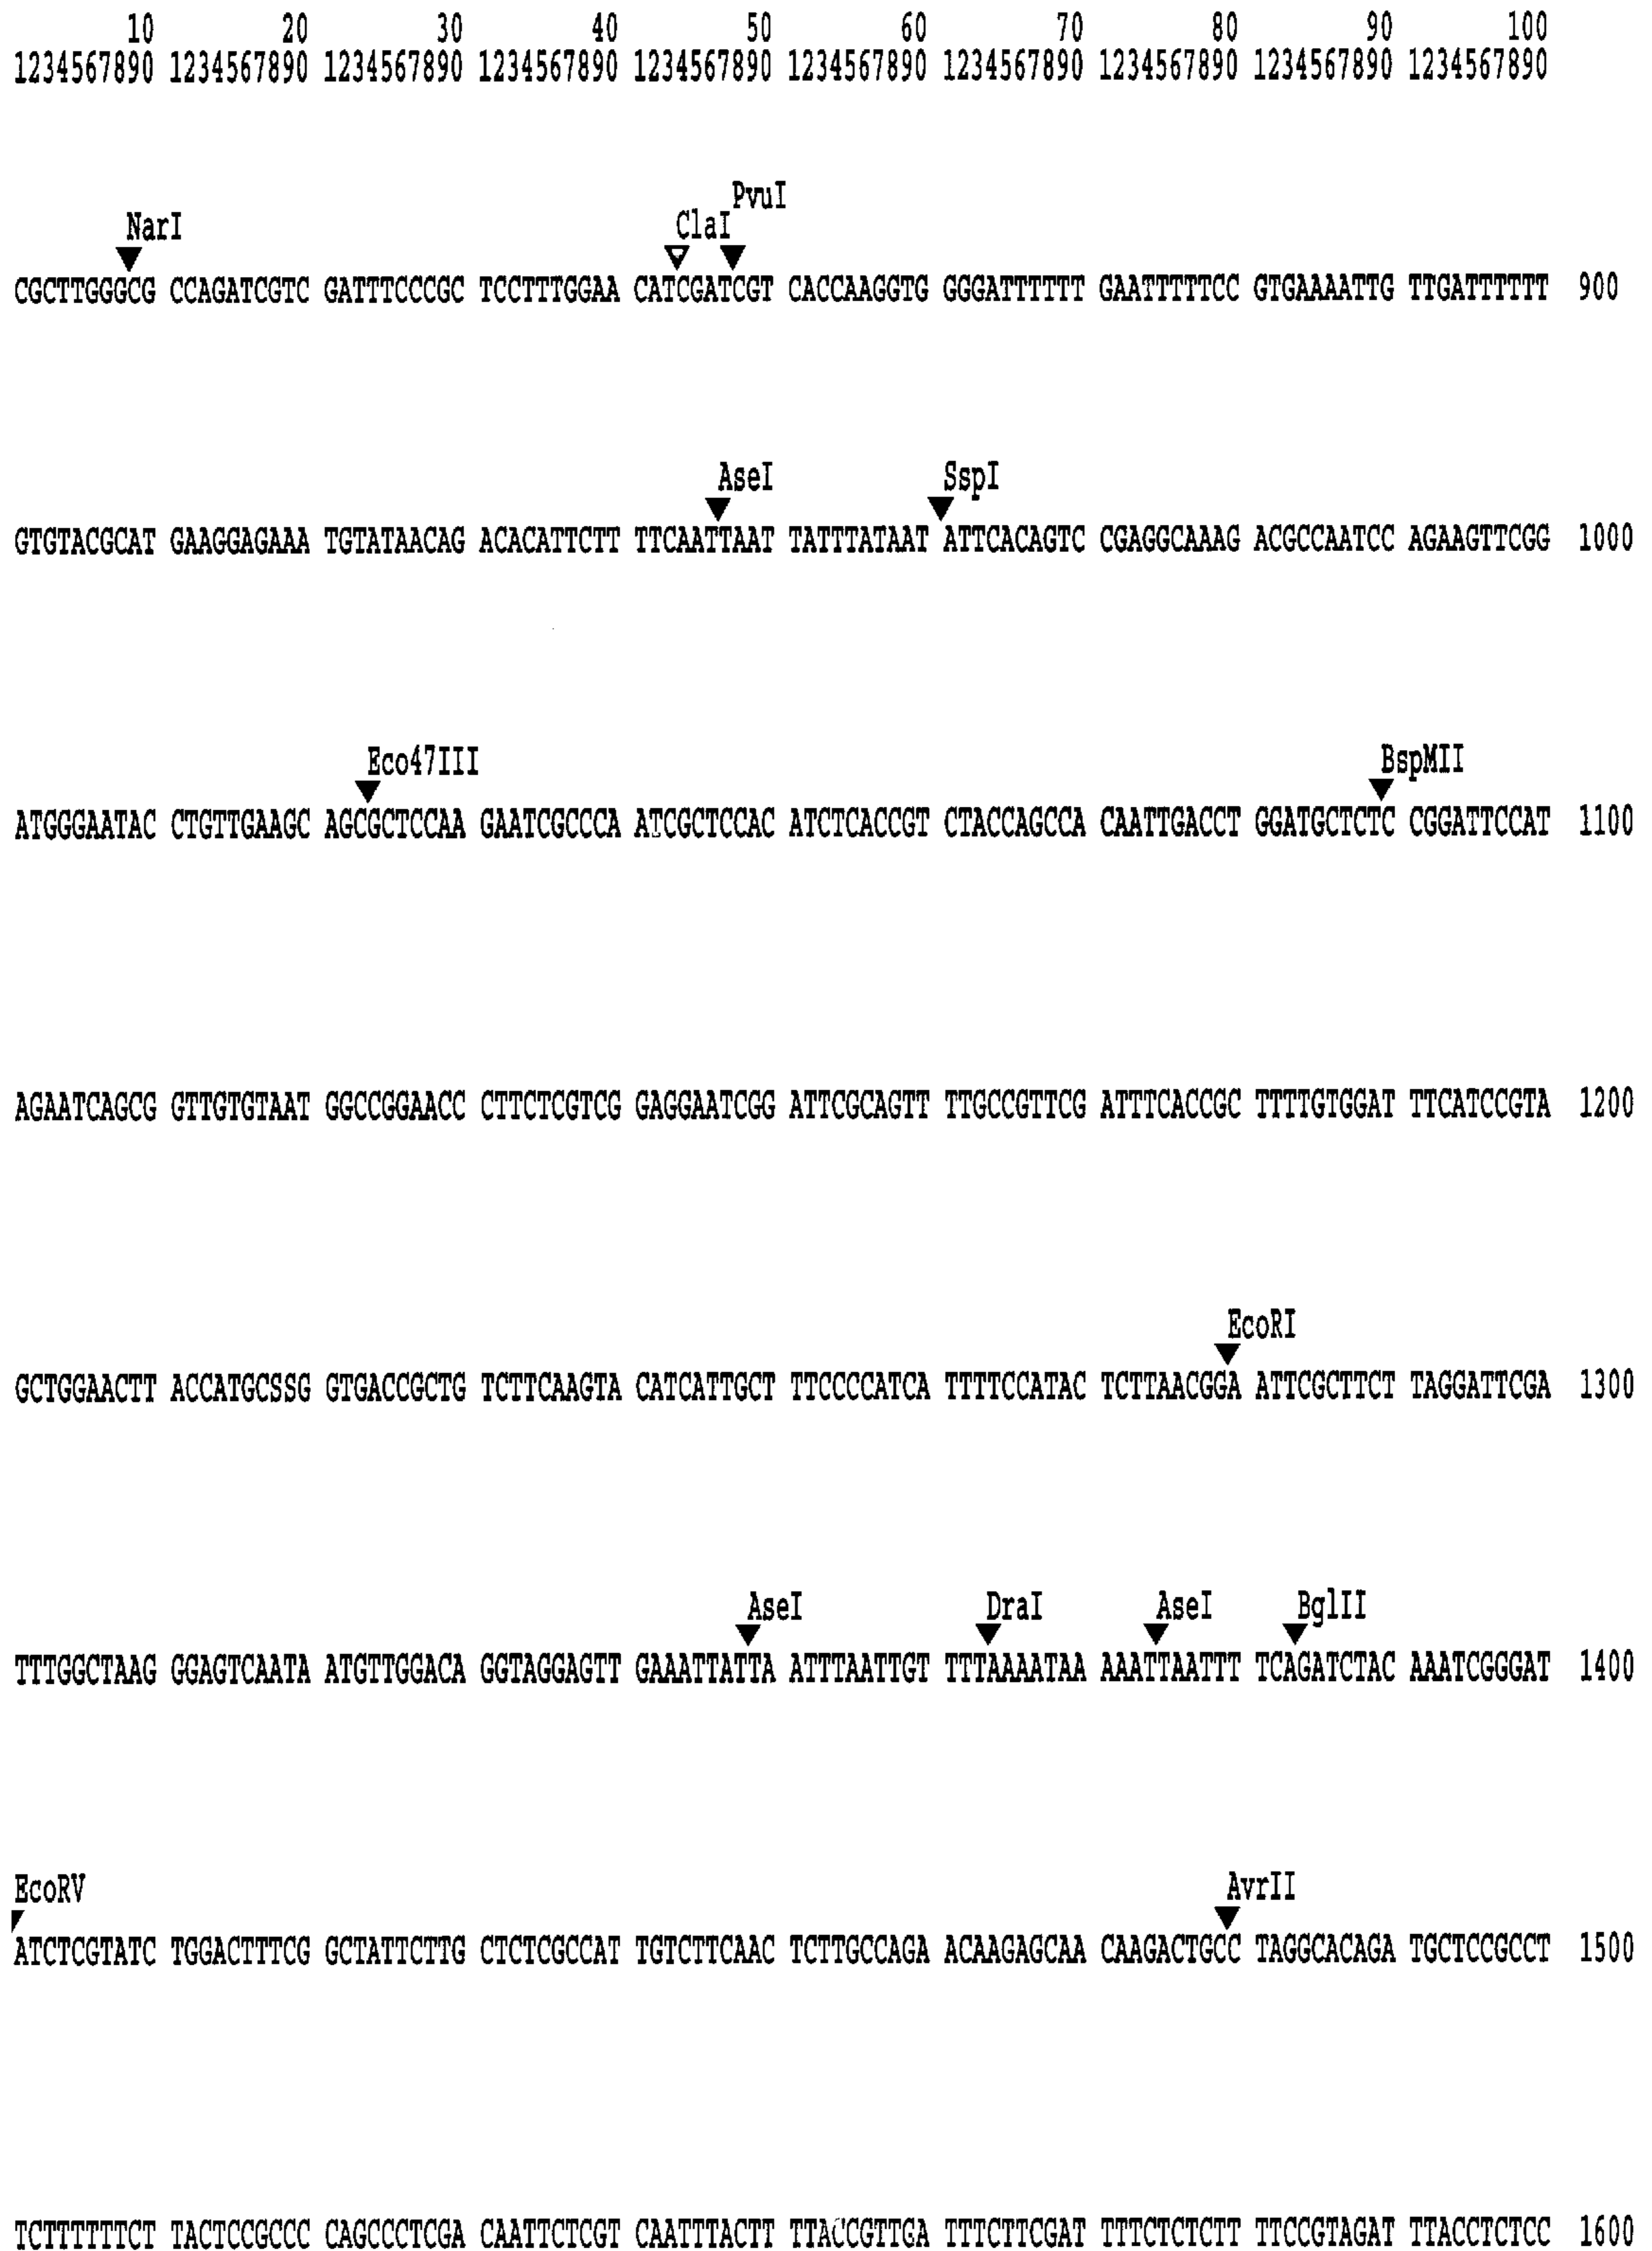 10 20 30 40 50 60 70 80 90 100
1234567890 1234567890 1234567890 1234567890 1234567890 1234567890 1234567890 1234567890 1234567890 1234567890
PvuI
NarI ClaI
CGCTTGGGCG CCAGATCGTC GATTTCCCGC TCCTTTGGAA CATCGATCGT CACCAAGGTG GGGATTTTTT GAATTTTTCC GTGAAAATTG TTGATTTTTT 900
AseI SspI
GTGTACGCAT GAAGGAGAAA TGTATAACAG ACACATTCTT TTCAATTAAT TATTTATAAT ATTCACAGTC CGAGGCAAAG ACGCCAATCC AGAAGTTCGG 1000
Eco47III BspMII
ATGGGAATAC CTGTTGAAGC AGCGCTCCAA GAATCGCCCA ATCGCTCCAC ATCTCACCGT CTACCAGCCA CAATTGACCT GGATGCTCTC CGGATTCCAT 1100
AGAATCAGCG GTTGTGTAAT GGCCGGAACC CTTCTCGTCG GAGGAATCGG ATTCGCAGTT TTGCCGTTCG ATTTCACCGC TTTTGTGGAT TTCATCCGTA 1200
EcoRI
GCTGGAACTT ACCATGCSSG GTGACCGCTG TCTTCAAGTA CATCATTGCT TTCCCCATCA TTTTCCATAC TCTTAACGGA ATTCGCTTCT TAGGATTCGA 1300
AseI DraI AseI BglII
TTTGGCTAAG GGAGTCAATA ATGTTGGACA GGTAGGAGTT GAAATTATTA ATTTAATTGT TTTAAAATAA AAATTAATTT TCAGATCTAC AAATCGGGAT 1400
EcoRV AvrII
ATCTCGTATC TGGACTTTCG GCTATTCTTG CTCTCGCCAT TGTCTTCAAC TCTTGCCAGA ACAAGAGCAA CAAGACTGCC TAGGCACAGA TGCTCCGCCT 1500
TCTTTTTTCT TACTCCGCCC CAGCCCTCGA CAATTCTCGT CAATTTACTT TTACCGTTGA TTTCTTCGAT TTTCTCTCTT TTCCGTAGAT TTACCTCTCC 1600